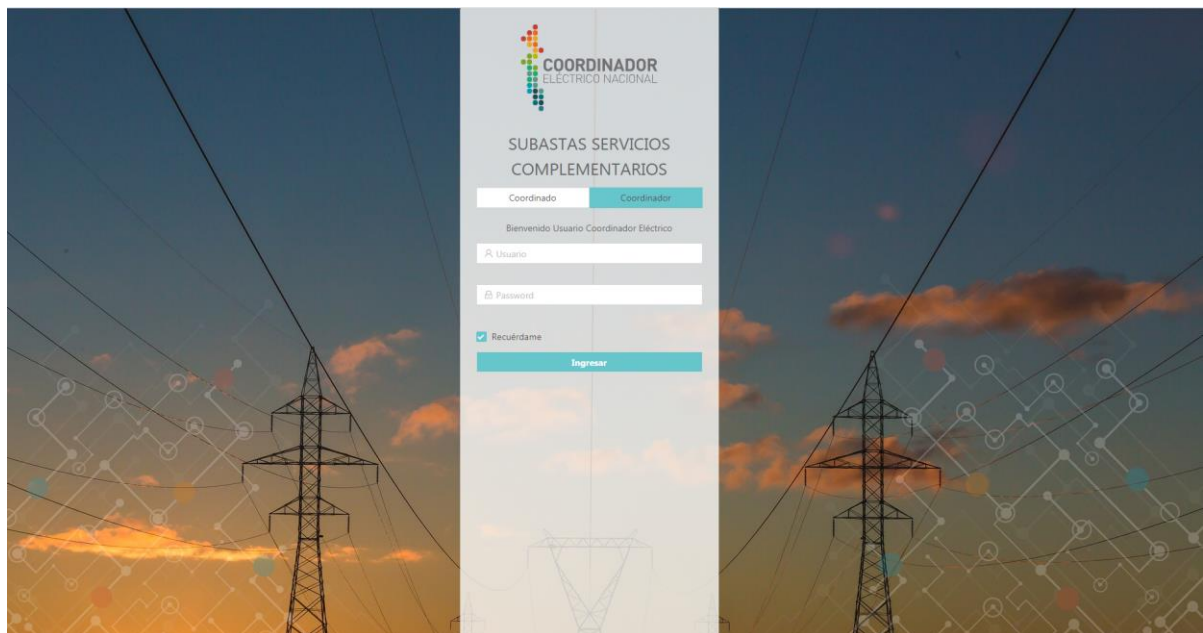 COORDINADOR
ELÉCTRICO NACIONAL
SUBASTAS SERVICIOS
COMPLEMENTARIOS
Coordinado Coordinador
Bienvenido Usuario Coordinador Eléctrico
Usuario
Password
Recuérdame
Ingresar